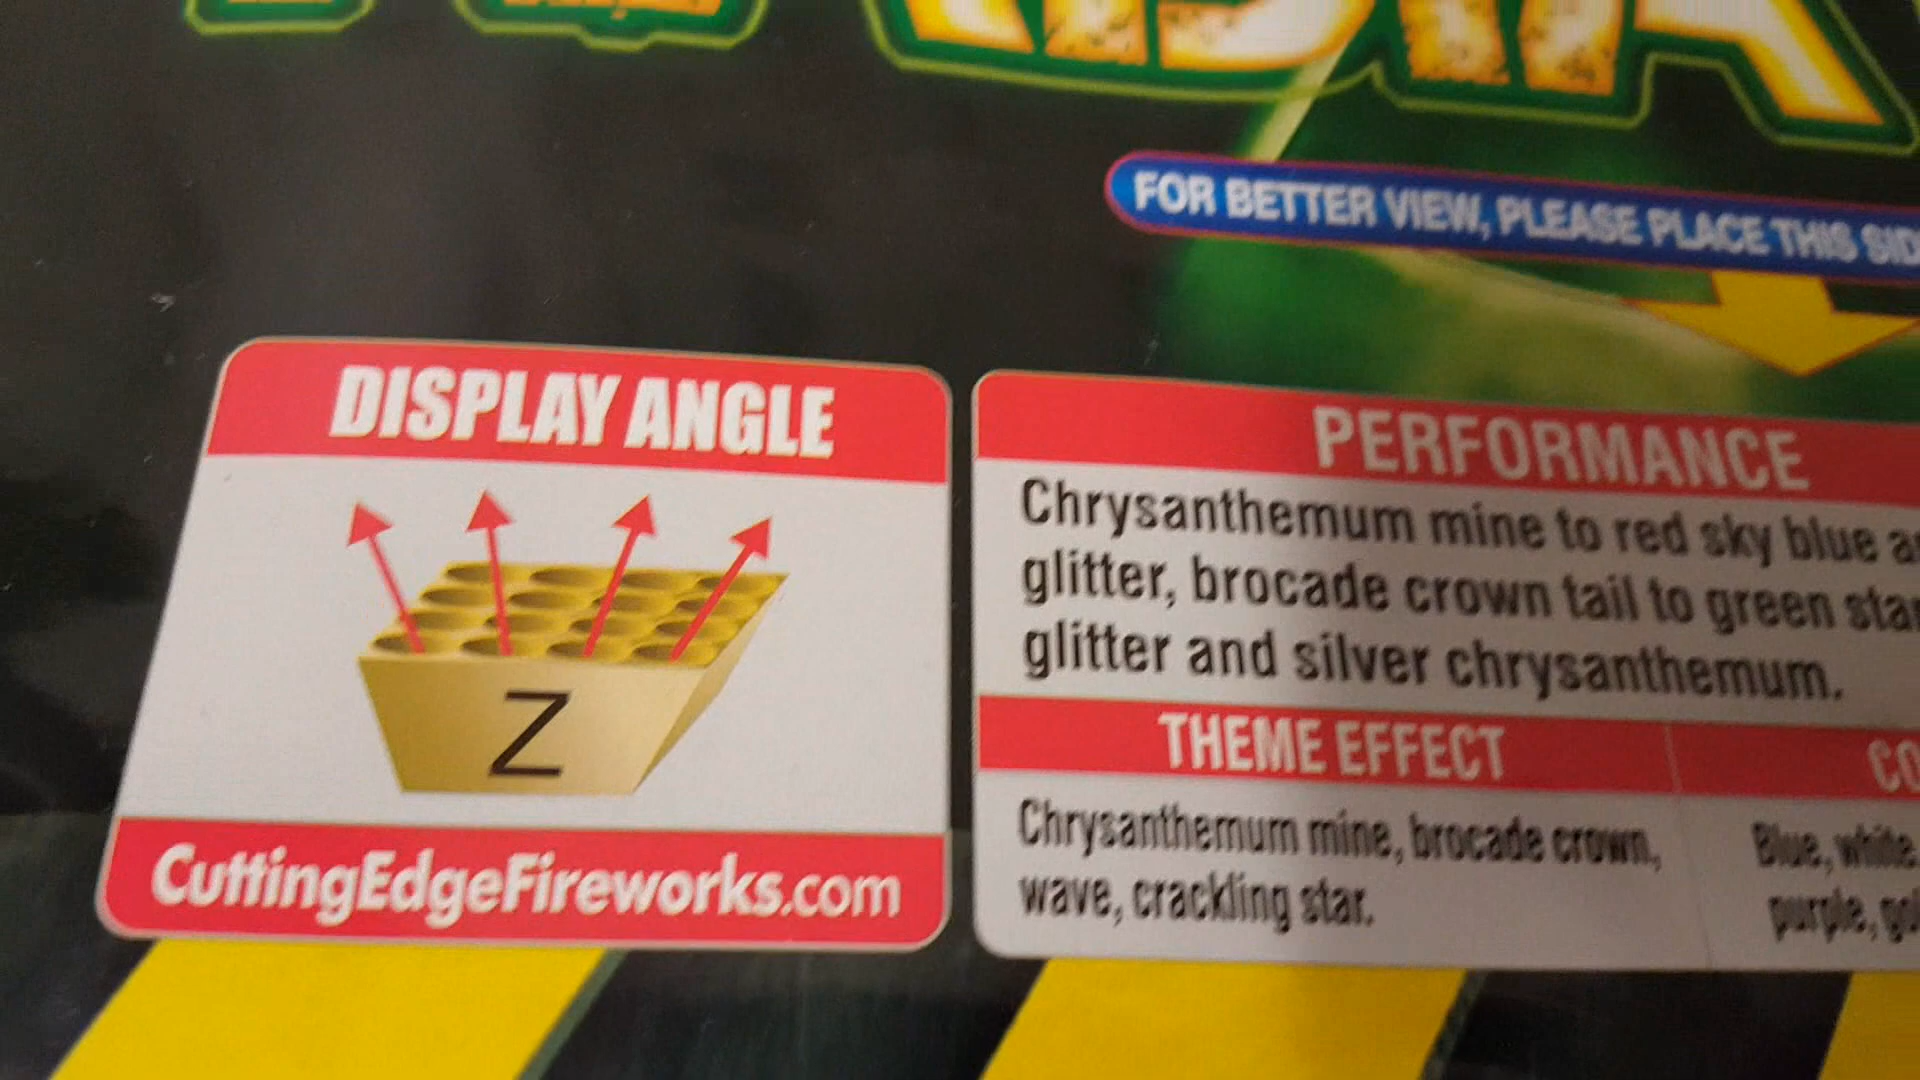 FOR BETTER VIEW, PLEASE PLACE THIS
DISPLAY ANGLE
Z
CuttingEdgeFireworks.com
PERFORMANCE
Chrysanthemum mine to red sky blue
glitter, brocade crown tail to green
glitter and silver chrysanthemum.
THEME EFFECT
Chrysanthemum mine, brocade crown,
wave, crackling star.
Blue, white,
purple,